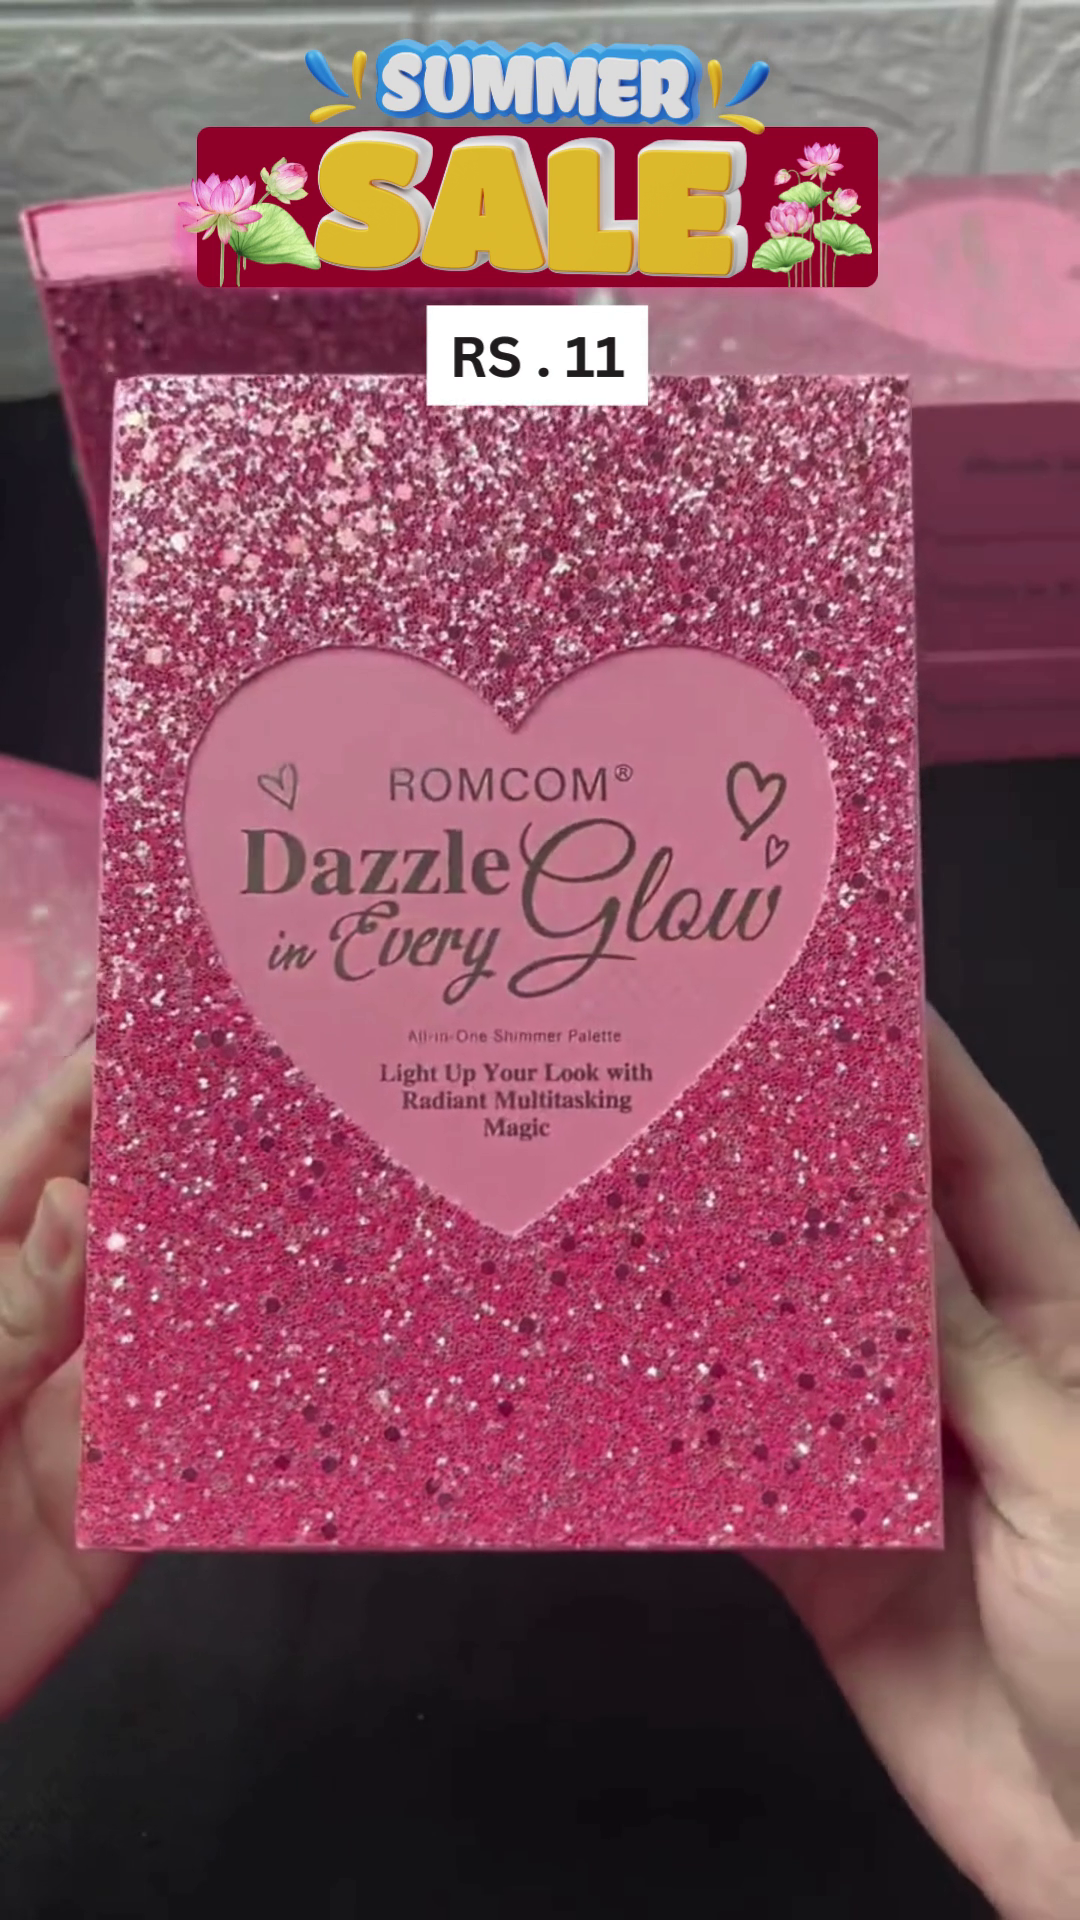 SUMMER
SALE
RS . 11
ROMCOM®
Dazzle Glow
in Every
All-in-One Shimmer Palette
Light Up Your Look with
Radiant Multitasking
Magic